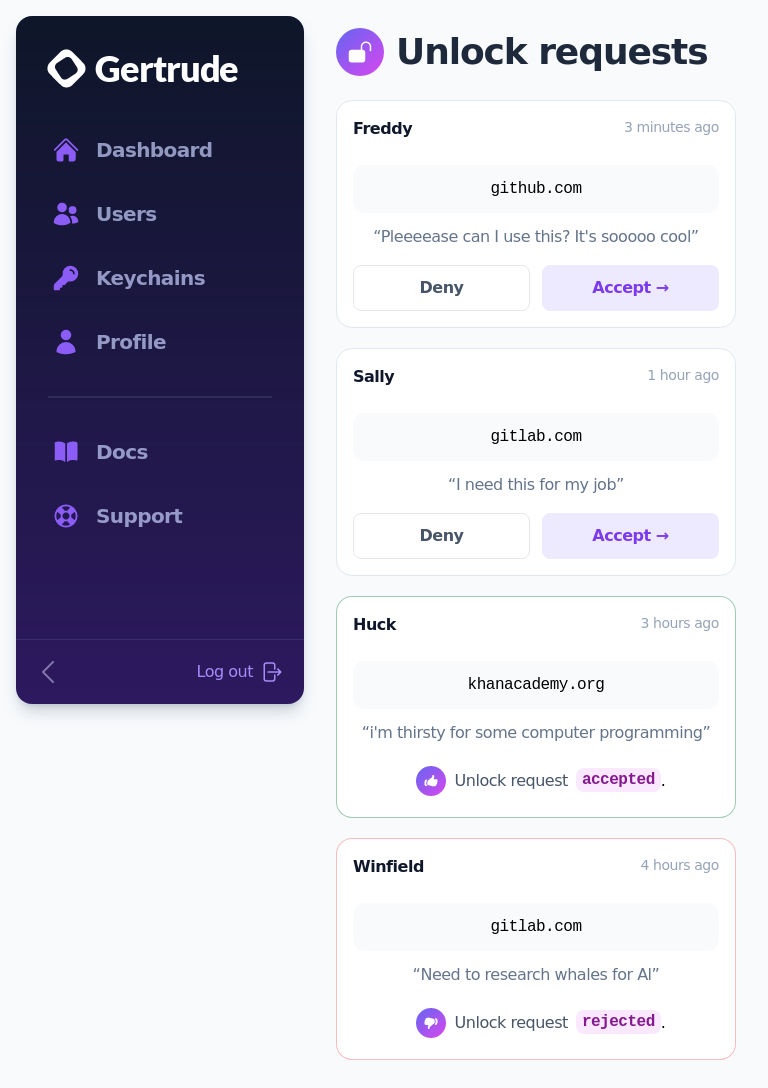 Gertrude
Dashboard
Users
Keychains
Profile
Docs
Support
Log out
Unlock requests
Freddy
3 minutes ago
github.com
“Pleeeease can I use this? It's sooooo cool”
Deny
Accept →
Sally
1 hour ago
gitlab.com
“I need this for my job”
Deny
Accept →
Huck
3 hours ago
khanacademy.org
“i'm thirsty for some computer programming”
Unlock request accepted.
Winfield
4 hours ago
gitlab.com
“Need to research whales for Al”
Unlock request rejected.